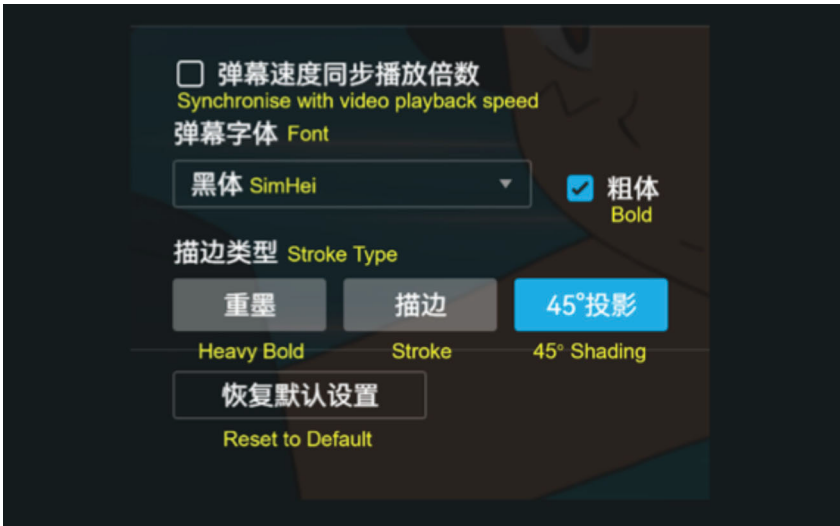 弹幕速度同步播放倍数
Synchronise with video playback speed
弹幕字体 Font
黑体 SimHei
粗体
Bold
描边类型 Stroke Type
重墨 描边 45°投影
Heavy Bold Stroke 45° Shading
恢复默认设置
Reset to Default